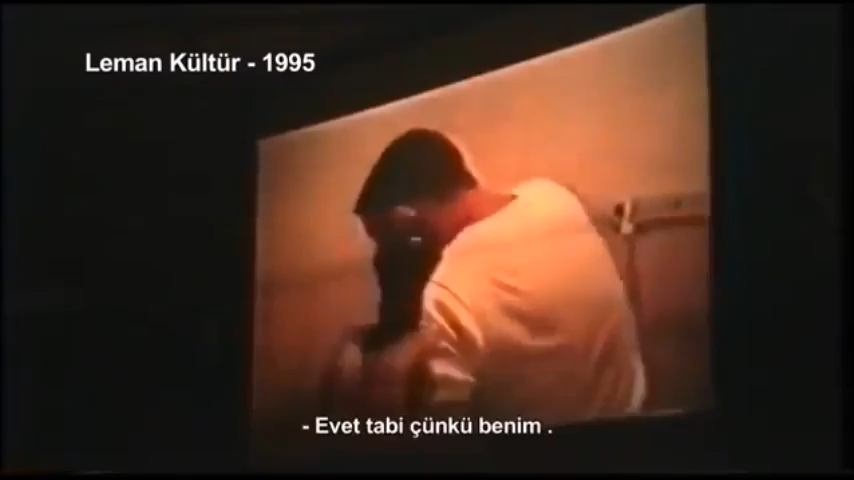 Leman Kültür - 1995
- Evet tabi çünkü benim .